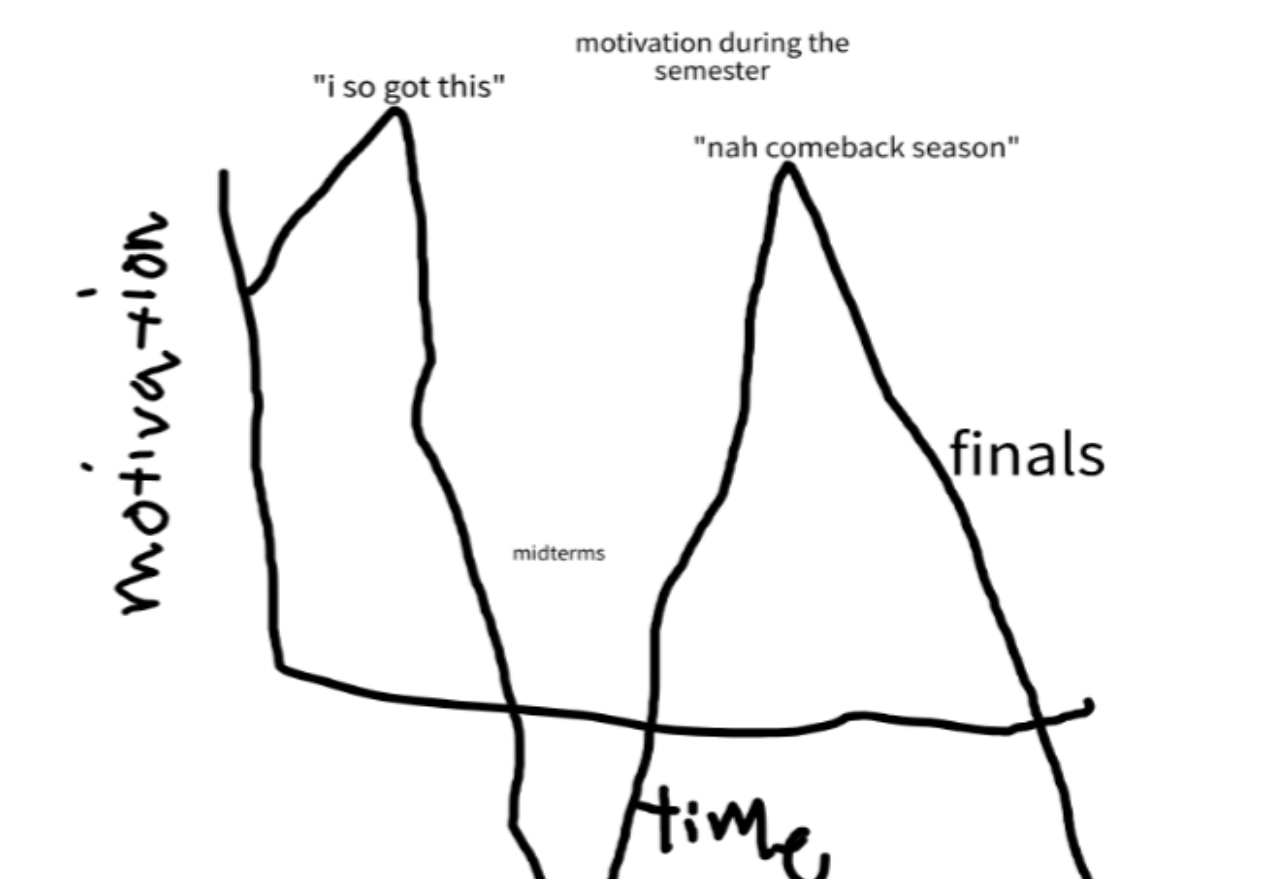 motivation during the
semester
"i so got this"
"nah comeback season"
motivation
finals
midterms
time